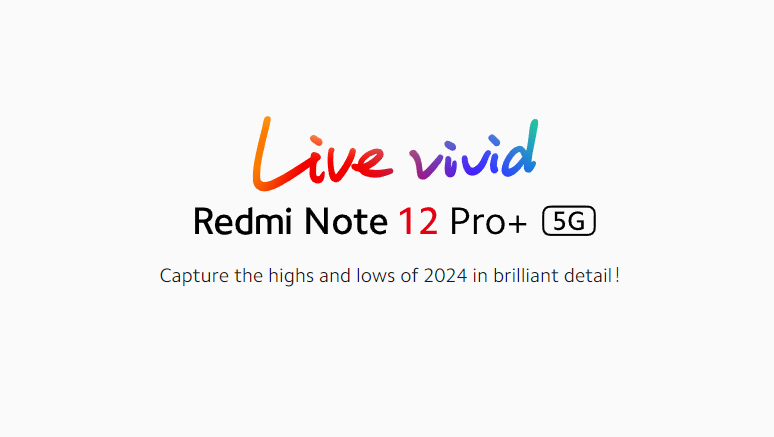 Live vivid
Redmi Note 12 Pro+ 5G
Capture the highs and lows of 2024 in brilliant detail!